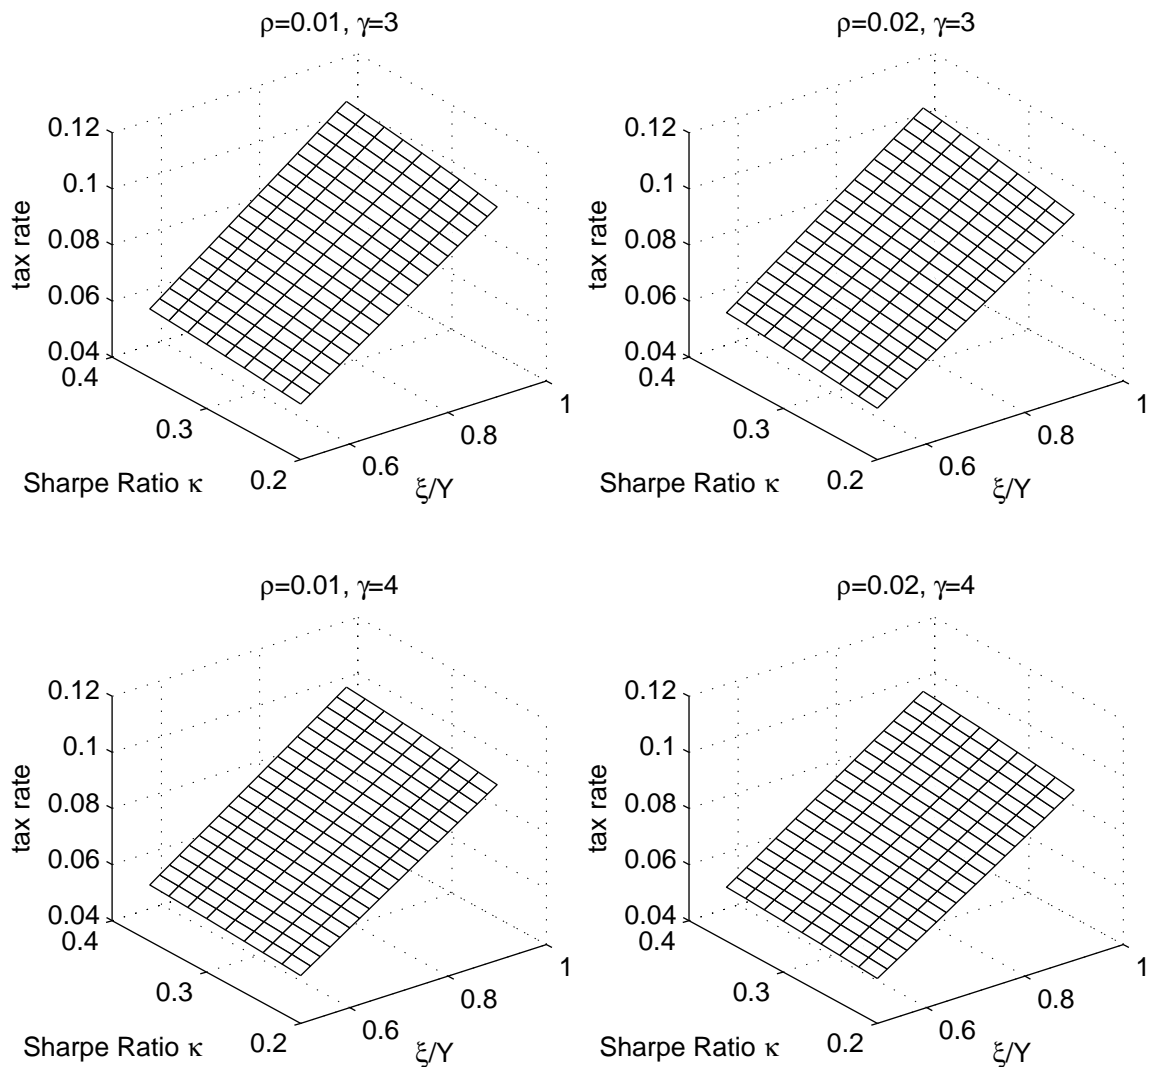 ρ=0.01, γ=3
0.12
0.1
0.08
0.06
0.04
tax rate
0.4
0.3
0.2
Sharpe Ratio κ
0.6
0.8
1
ξ/Y
ρ=0.02, γ=3
0.12
0.1
0.08
0.06
0.04
tax rate
0.4
0.3
0.2
Sharpe Ratio κ
0.6
0.8
1
ξ/Y
ρ=0.01, γ=4
0.12
0.1
0.08
0.06
0.04
tax rate
0.4
0.3
0.2
Sharpe Ratio κ
0.6
0.8
1
ξ/Y
ρ=0.02, γ=4
0.12
0.1
0.08
0.06
0.04
tax rate
0.4
0.3
0.2
Sharpe Ratio κ
0.6
0.8
1
ξ/Y